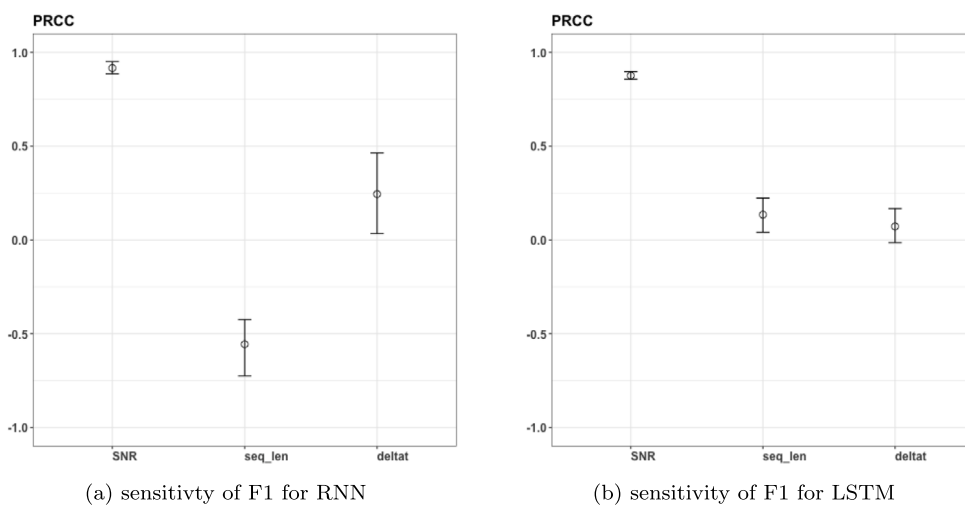 PRCC
1.0
0.5
0.0
-0.5
-1.0
SNR seq_len deltat
(a) sensitivty of F1 for RNN
PRCC
1.0
0.5
0.0
-0.5
-1.0
SNR seq_len deltat
(b) sensitivity of F1 for LSTM